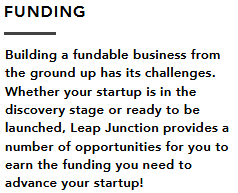 FUNDING
Building a fundable business from
the ground up has its challenges.
Whether your startup is in the
discovery stage or ready to be
launched, Leap Junction provides a
number of opportunities for you to
earn the funding you need to
advance your startup!